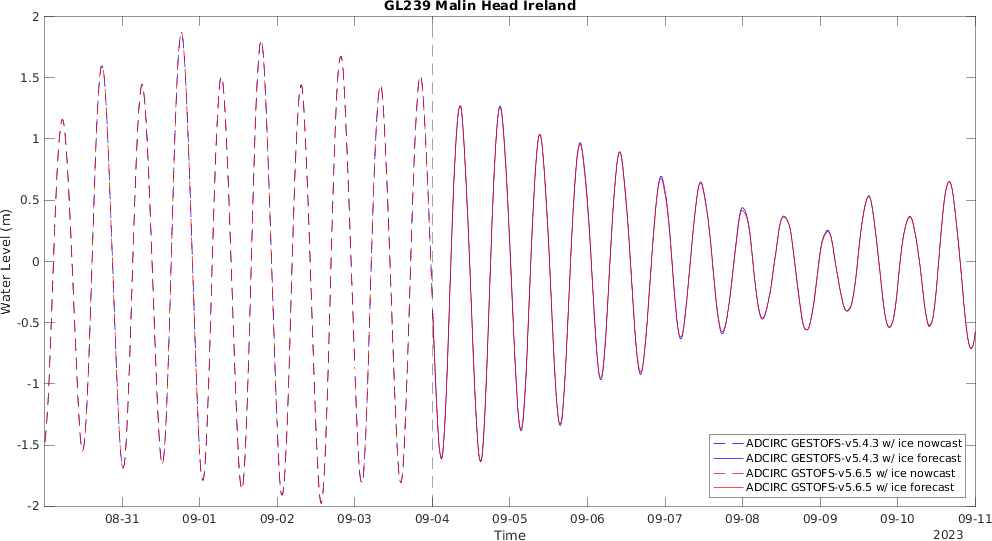 GL239 Malin Head Ireland
2
1.5
1
0.5
0
-0.5
-1
-1.5
-2
Water Level (m)
ADCIRC GESTOFS-v5.4.3 w/ ice nowcast
ADCIRC GESTOFS-v5.4.3 w/ ice forecast
ADCIRC GSTOFS-v5.6.5 w/ ice nowcast
ADCIRC GSTOFS-v5.6.5 w/ ice forecast
08-31 09-01 09-02 09-03 09-04 09-05 09-06 09-07 09-08 09-09 09-10 09-11
Time
2023